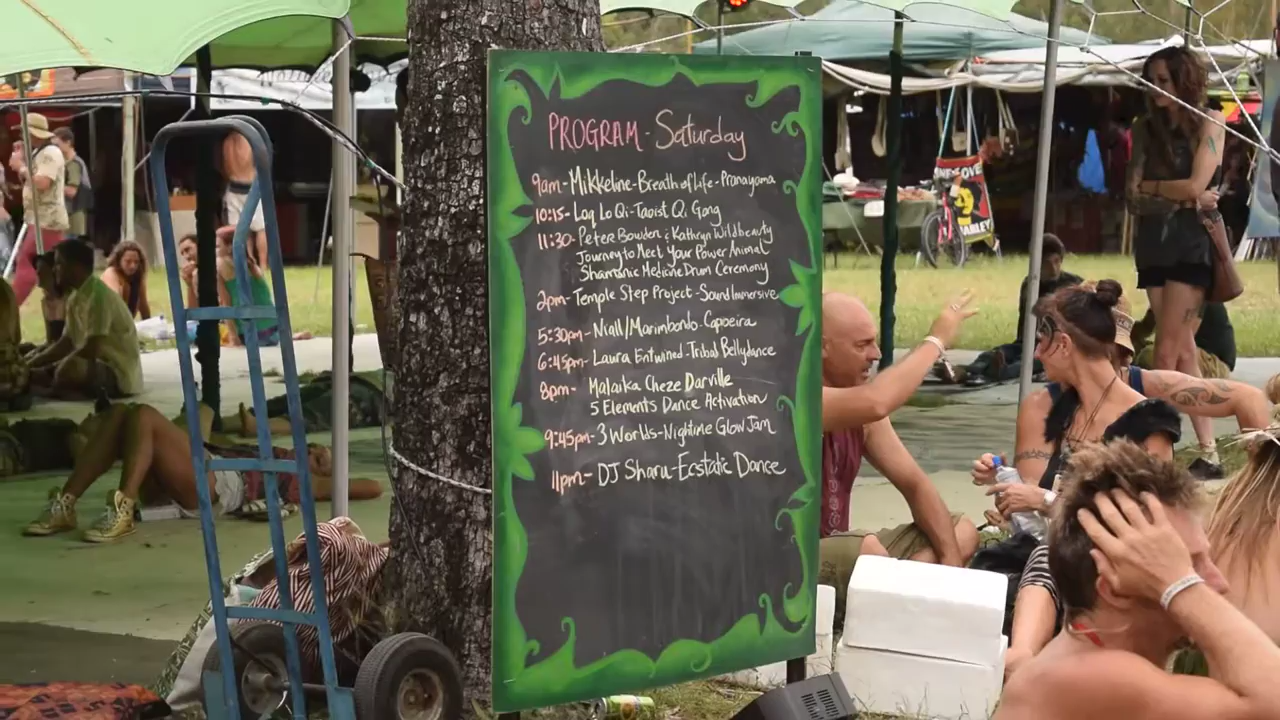 PROGRAM - Saturday
9am - Mikkeline - Breath of life - Pranayama
10:15 - Loq Lo Qi - Taoist Qi Gong
11:30 - Peter Bowden & Kathryn Wildbeauty
Journey to Meet Your Power Animal
Shamanic Medicine Drum Ceremony
2pm - Temple Step Project - Sound Immersive
5:30pm - Niall/Marimbondo - Capoeira
6:45pm - Laura Entwined - Tribal Bellydance
8pm - Malaika Cheze Darville
5 Elements Dance Activation
9:45pm - 3 Worlds - Nightime Glow Jam
11pm - DJ Sharu - Ecstatic Dance